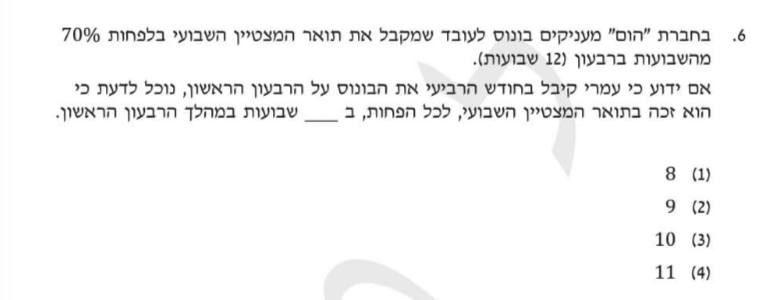 6. בחברת "הום" מעניקים בונוס לעובד שמקבל את תואר המצטיין השבועי בלפחות 70%
מהשבועות ברבעון (12 שבועות).
אם ידוע כי עמרי קיבל בחודש הרביעי את הבונוס על הרבעון הראשון, נוכל לדעת כי
הוא זכה בתואר המצטיין השבועי, לכל הפחות, ב ____ שבועות במהלך הרבעון הראשון.
(1) 8
(2) 9
(3) 10
(4) 11